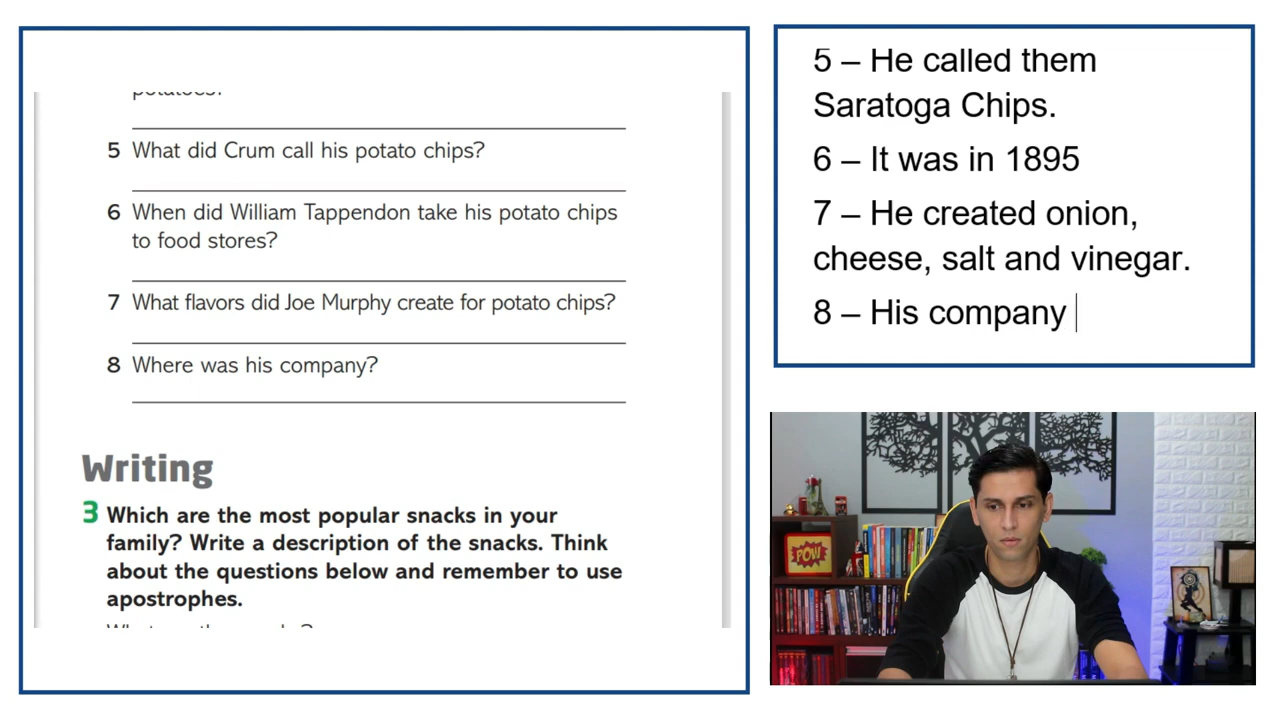 potatoes?
5 What did Crum call his potato chips?
6 When did William Tappendon take his potato chips
to food stores?
7 What flavors did Joe Murphy create for potato chips?
8 Where was his company?
Writing
3 Which are the most popular snacks in your
family? Write a description of the snacks. Think
about the questions below and remember to use
apostrophes.
5 – He called them
Saratoga Chips.
6 – It was in 1895
7 – He created onion,
cheese, salt and vinegar.
8 – His company
POW